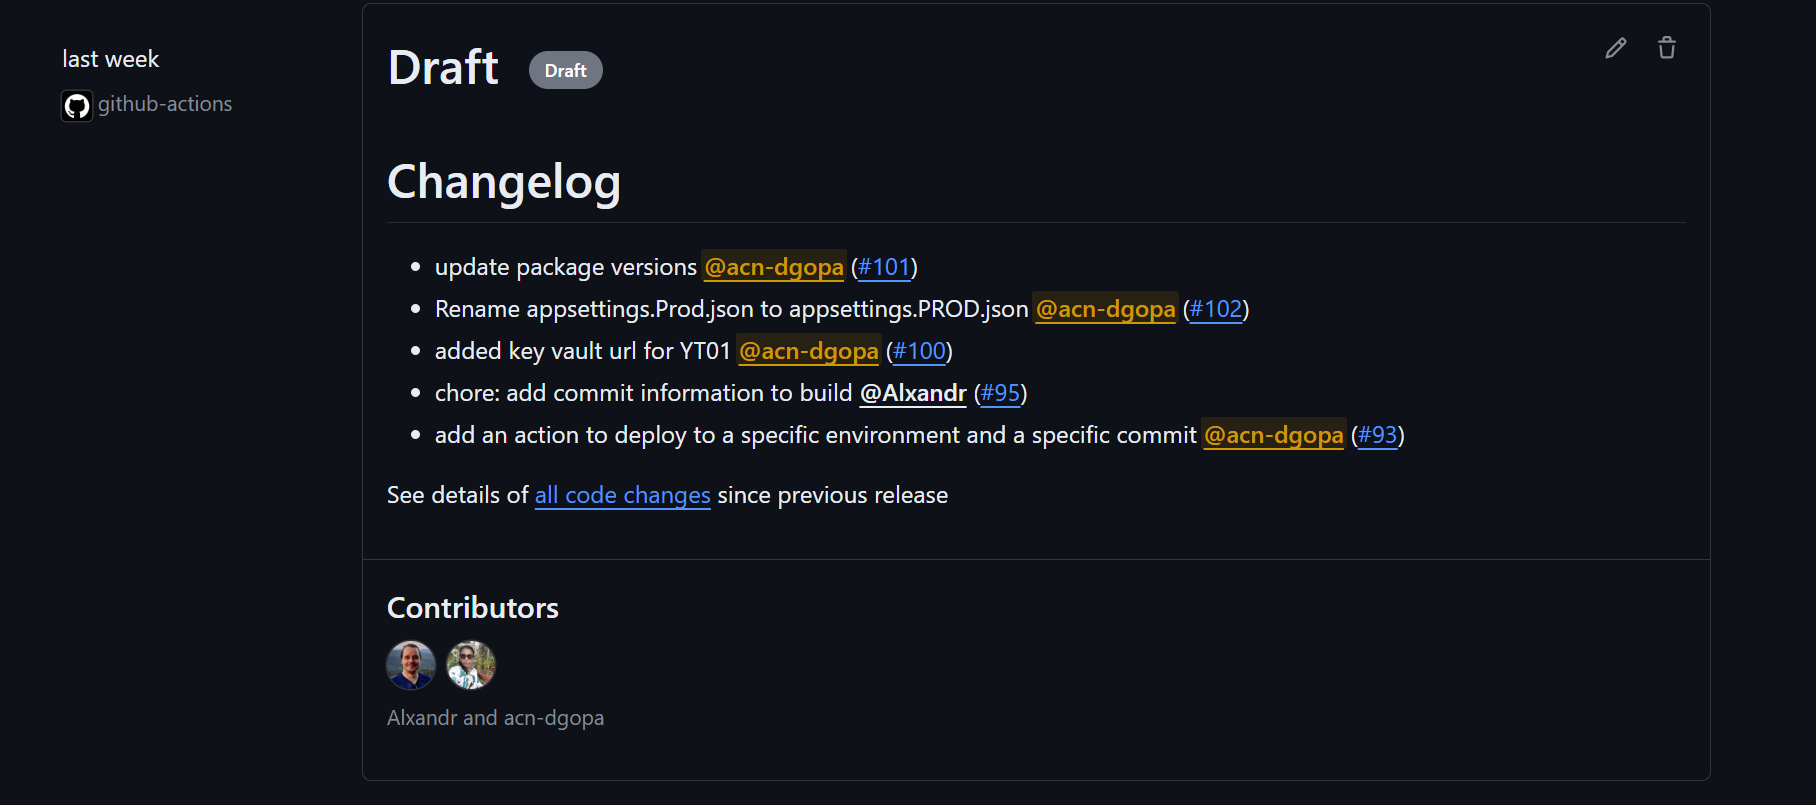 last week
github-actions
Draft Draft
Changelog
update package versions @acn-dgopa (#101)
Rename appsettings.Prod.json to appsettings.PROD.json @acn-dgopa (#102)
added key vault url for YT01 @acn-dgopa (#100)
chore: add commit information to build @Alxandr (#95)
add an action to deploy to a specific environment and a specific commit @acn-dgopa (#93)
See details of all code changes since previous release
Contributors
Alxandr and acn-dgopa